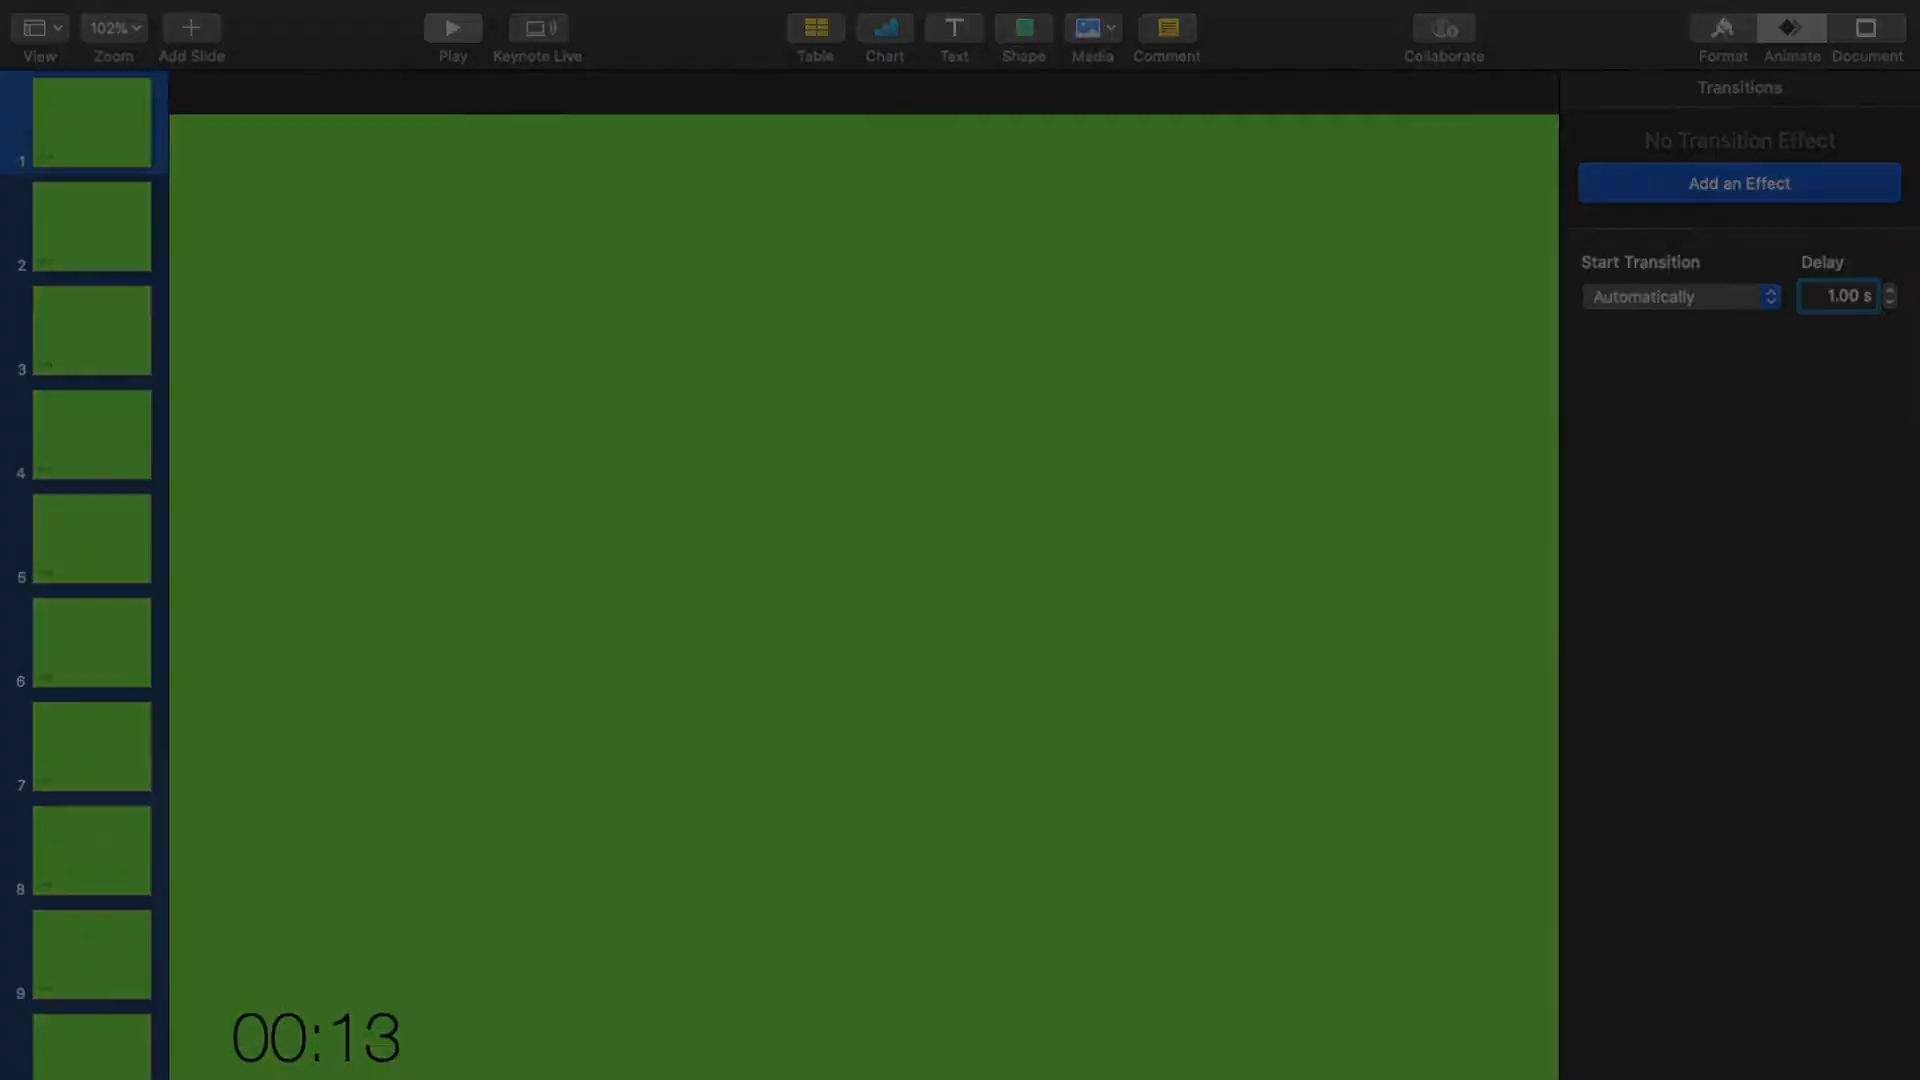 102%
View
Zoom
Add Slide
Play
Keynote Live
Table
Chart
Text
Shape
Media
Comment
Collaborate
Format
Animate
Document
Transitions
No Transition Effect
Add an Effect
Start Transition
Delay
Automatically
1.00 s
1
2
3
4
5
6
7
8
9
00:13